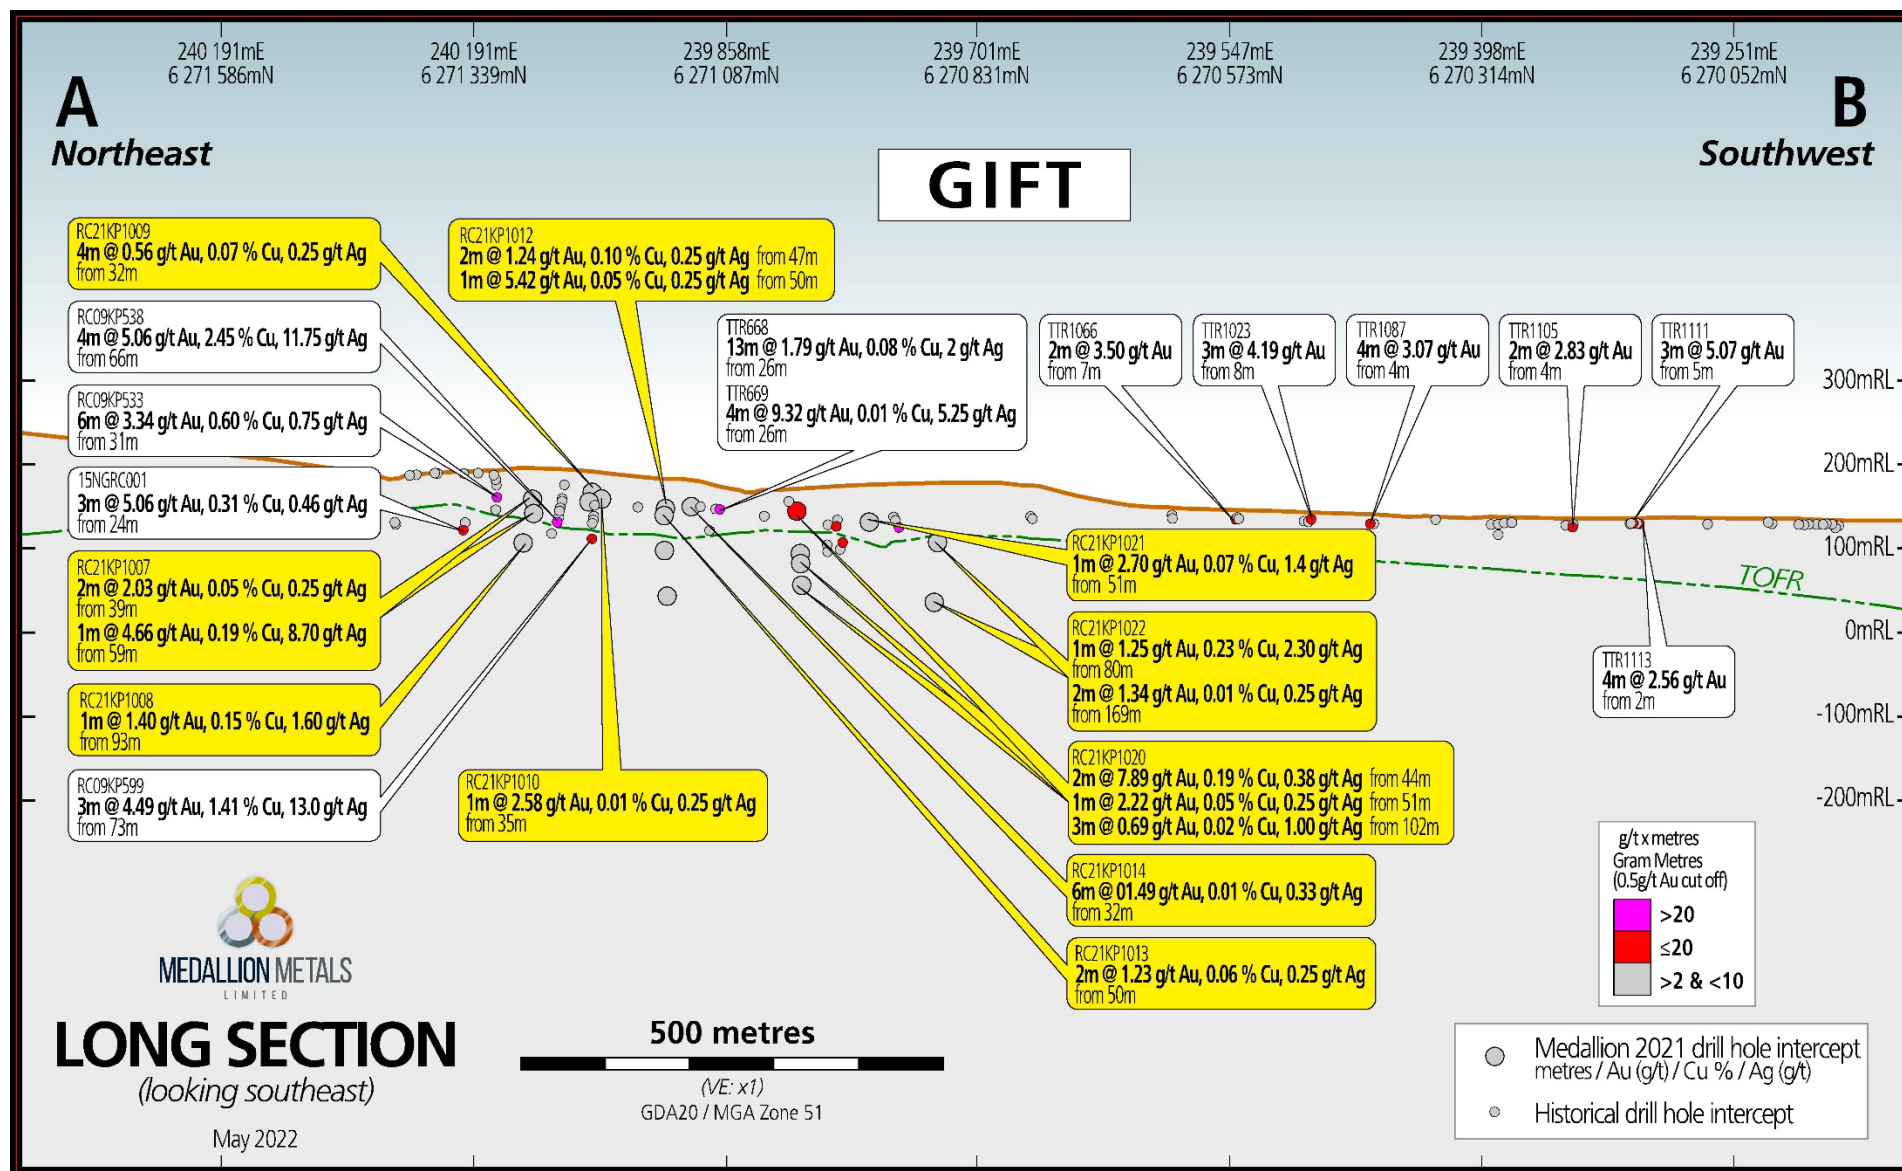 240 191mE
6 271 586mN
240 191mE
6 271 339mN
239 858mE
6 271 087mN
239 701mE
6 270 831mN
239 547mE
6 270 573mN
239 398mE
6 270 314mN
239 251mE
6 270 052mN
A
Northeast
B
Southwest
GIFT
RC21KP1009
4m @ 0.56 g/t Au, 0.07 % Cu, 0.25 g/t Ag
from 32m
RC21KP1012
2m @ 1.24 g/t Au, 0.10 % Cu, 0.25 g/t Ag from 47m
1m @ 5.42 g/t Au, 0.05 % Cu, 0.25 g/t Ag from 50m
RC09KP538
4m @ 5.06 g/t Au, 2.45 % Cu, 11.75 g/t Ag
from 66m
TTR668
13m @ 1.79 g/t Au, 0.08 % Cu, 2 g/t Ag
from 26m
TTR669
4m @ 9.32 g/t Au, 0.01 % Cu, 5.25 g/t Ag
from 26m
TTR1066
2m @ 3.50 g/t Au
from 7m
TTR1023
3m @ 4.19 g/t Au
from 8m
TTR1087
4m @ 3.07 g/t Au
from 4m
TTR1105
2m @ 2.83 g/t Au
from 4m
TTR1111
3m @ 5.07 g/t Au
from 5m
RC09KP533
6m @ 3.34 g/t Au, 0.60 % Cu, 0.75 g/t Ag
from 31m
15NGRC001
3m @ 5.06 g/t Au, 0.31 % Cu, 0.46 g/t Ag
from 24m
RC21KP1007
2m @ 2.03 g/t Au, 0.05 % Cu, 0.25 g/t Ag
from 39m
1m @ 4.66 g/t Au, 0.19 % Cu, 8.70 g/t Ag
from 59m
RC21KP1008
1m @ 1.40 g/t Au, 0.15 % Cu, 1.60 g/t Ag
from 93m
RC09KP599
3m @ 4.49 g/t Au, 1.41 % Cu, 13.0 g/t Ag
from 73m
RC21KP1010
1m @ 2.58 g/t Au, 0.01 % Cu, 0.25 g/t Ag
from 35m
RC21KP1021
1m @ 2.70 g/t Au, 0.07 % Cu, 1.4 g/t Ag
from 51m
RC21KP1022
1m @ 1.25 g/t Au, 0.23 % Cu, 2.30 g/t Ag
from 80m
2m @ 1.34 g/t Au, 0.01 % Cu, 0.25 g/t Ag
from 169m
RC21KP1020
2m @ 7.89 g/t Au, 0.19 % Cu, 0.38 g/t Ag from 44m
1m @ 2.22 g/t Au, 0.05 % Cu, 0.25 g/t Ag from 51m
3m @ 0.69 g/t Au, 0.02 % Cu, 1.00 g/t Ag from 102m
RC21KP1014
6m @ 01.49 g/t Au, 0.01 % Cu, 0.33 g/t Ag
from 32m
RC21KP1013
2m @ 1.23 g/t Au, 0.06 % Cu, 0.25 g/t Ag
from 50m
TTR1113
4m @ 2.56 g/t Au
from 2m
TOFR
300mRL
200mRL
100mRL
0mRL
-100mRL
-200mRL
g/t x metres
Gram Metres
(0.5g/t Au cut off)
>20
≤20
>2 & <10
Medallion 2021 drill hole intercept
metres / Au (g/t) / Cu % / Ag (g/t)
Historical drill hole intercept
MEDALLION METALS
LIMITED
LONG SECTION
(looking southeast)
May 2022
500 metres
(VE: x1)
GDA20 / MGA Zone 51